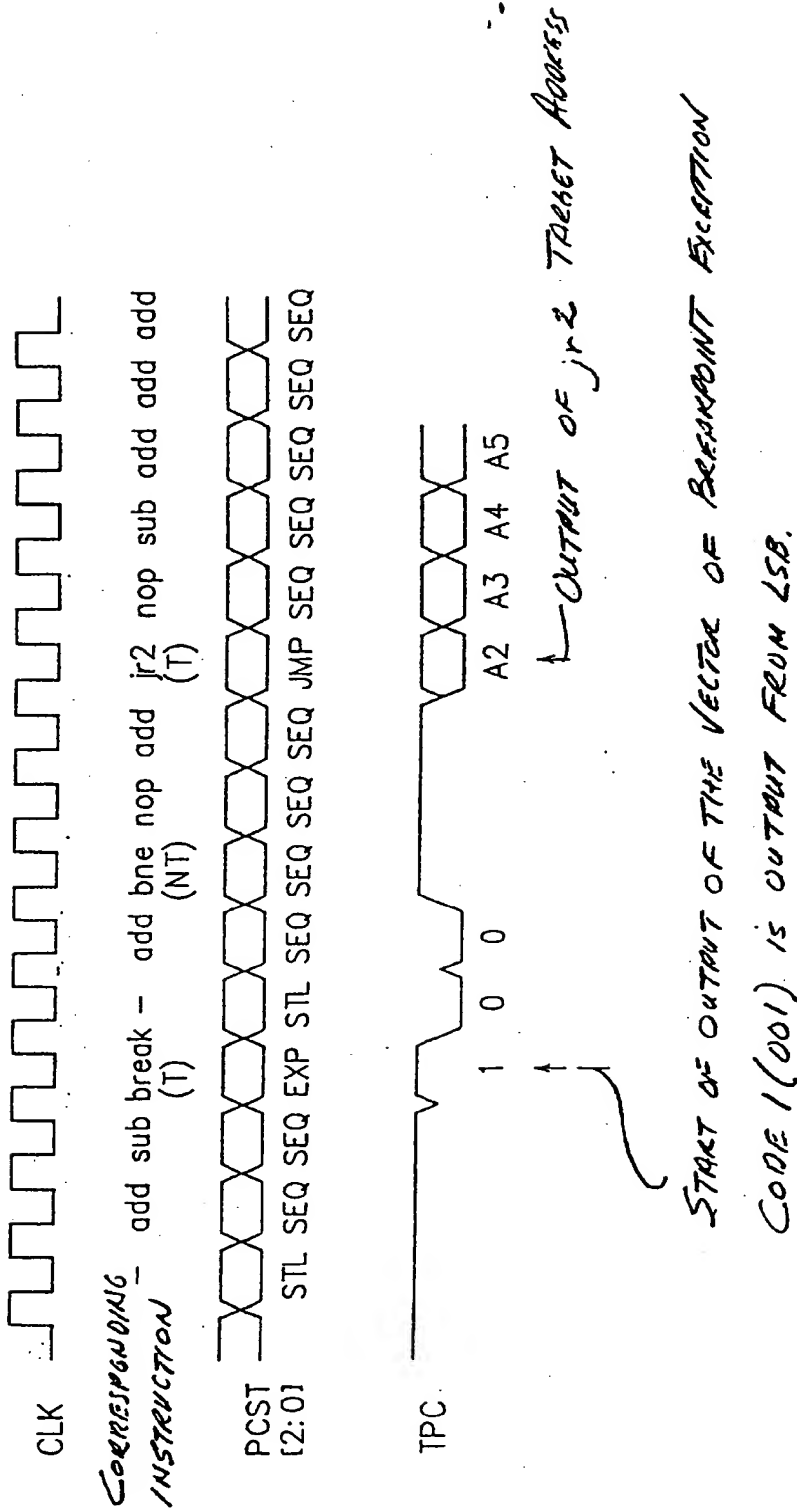 CLK
CORRESPONDING
INSTRUCTION
– add sub break – add bne nop add jr2 nop sub add add add
(T) (NT) (T)
PCST
[2:0]
STL SEQ SEQ EXP STL SEQ SEQ SEQ SEQ JMP SEQ SEQ SEQ SEQ SEQ
TPC
1 0 0 A2 A3 A4 A5
OUTPUT OF jr2 TARGET ADDRESS
START OF OUTPUT OF THE VECTOR OF BREAKPOINT EXCEPTION
CODE 1(001) IS OUTPUT FROM LSB.